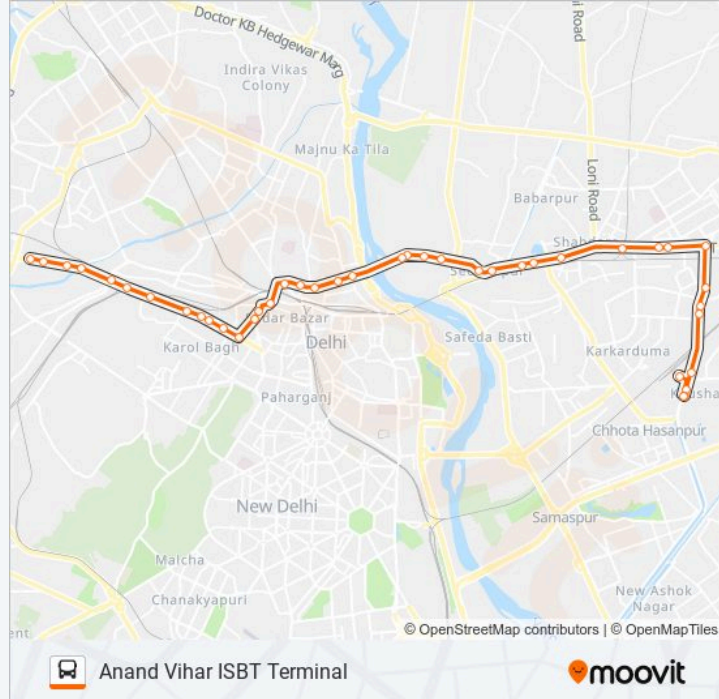 Doctor KB Hedgewar Marg
Loni Road
Indira Vikas
Colony
Majnu Ka Tila
Loni Road
Babarpur
Karol Bagh
Delhi
Safeda Basti
Karkarduma
Paharganj
Chhota Hasanpur
New Delhi
Samaspur
Malcha
Chanakyapuri
New Ashok
Nagar
© OpenStreetMap contributors | © OpenMapTiles
Anand Vihar ISBT Terminal
moovit